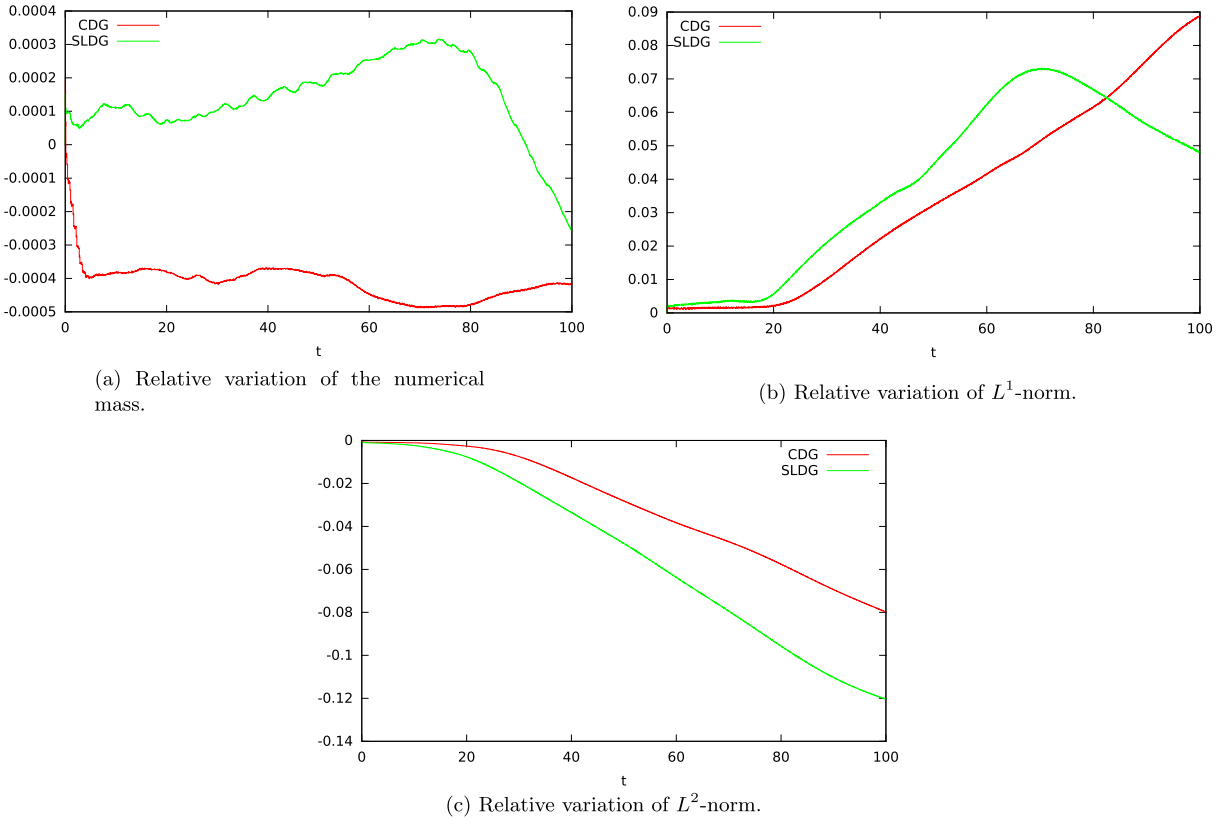 0.0004
0.0003
0.0002
0.0001
0
-0.0001
-0.0002
-0.0003
-0.0004
-0.0005
CDG
SLDG
0 20 40 60 80 100
t
(a) Relative variation of the numerical
mass.
0.09
0.08
0.07
0.06
0.05
0.04
0.03
0.02
0.01
0
CDG
SLDG
0 20 40 60 80 100
t
(b) Relative variation of L¹-norm.
0
-0.02
-0.04
-0.06
-0.08
-0.1
-0.12
-0.14
CDG
SLDG
0 20 40 60 80 100
t
(c) Relative variation of L²-norm.